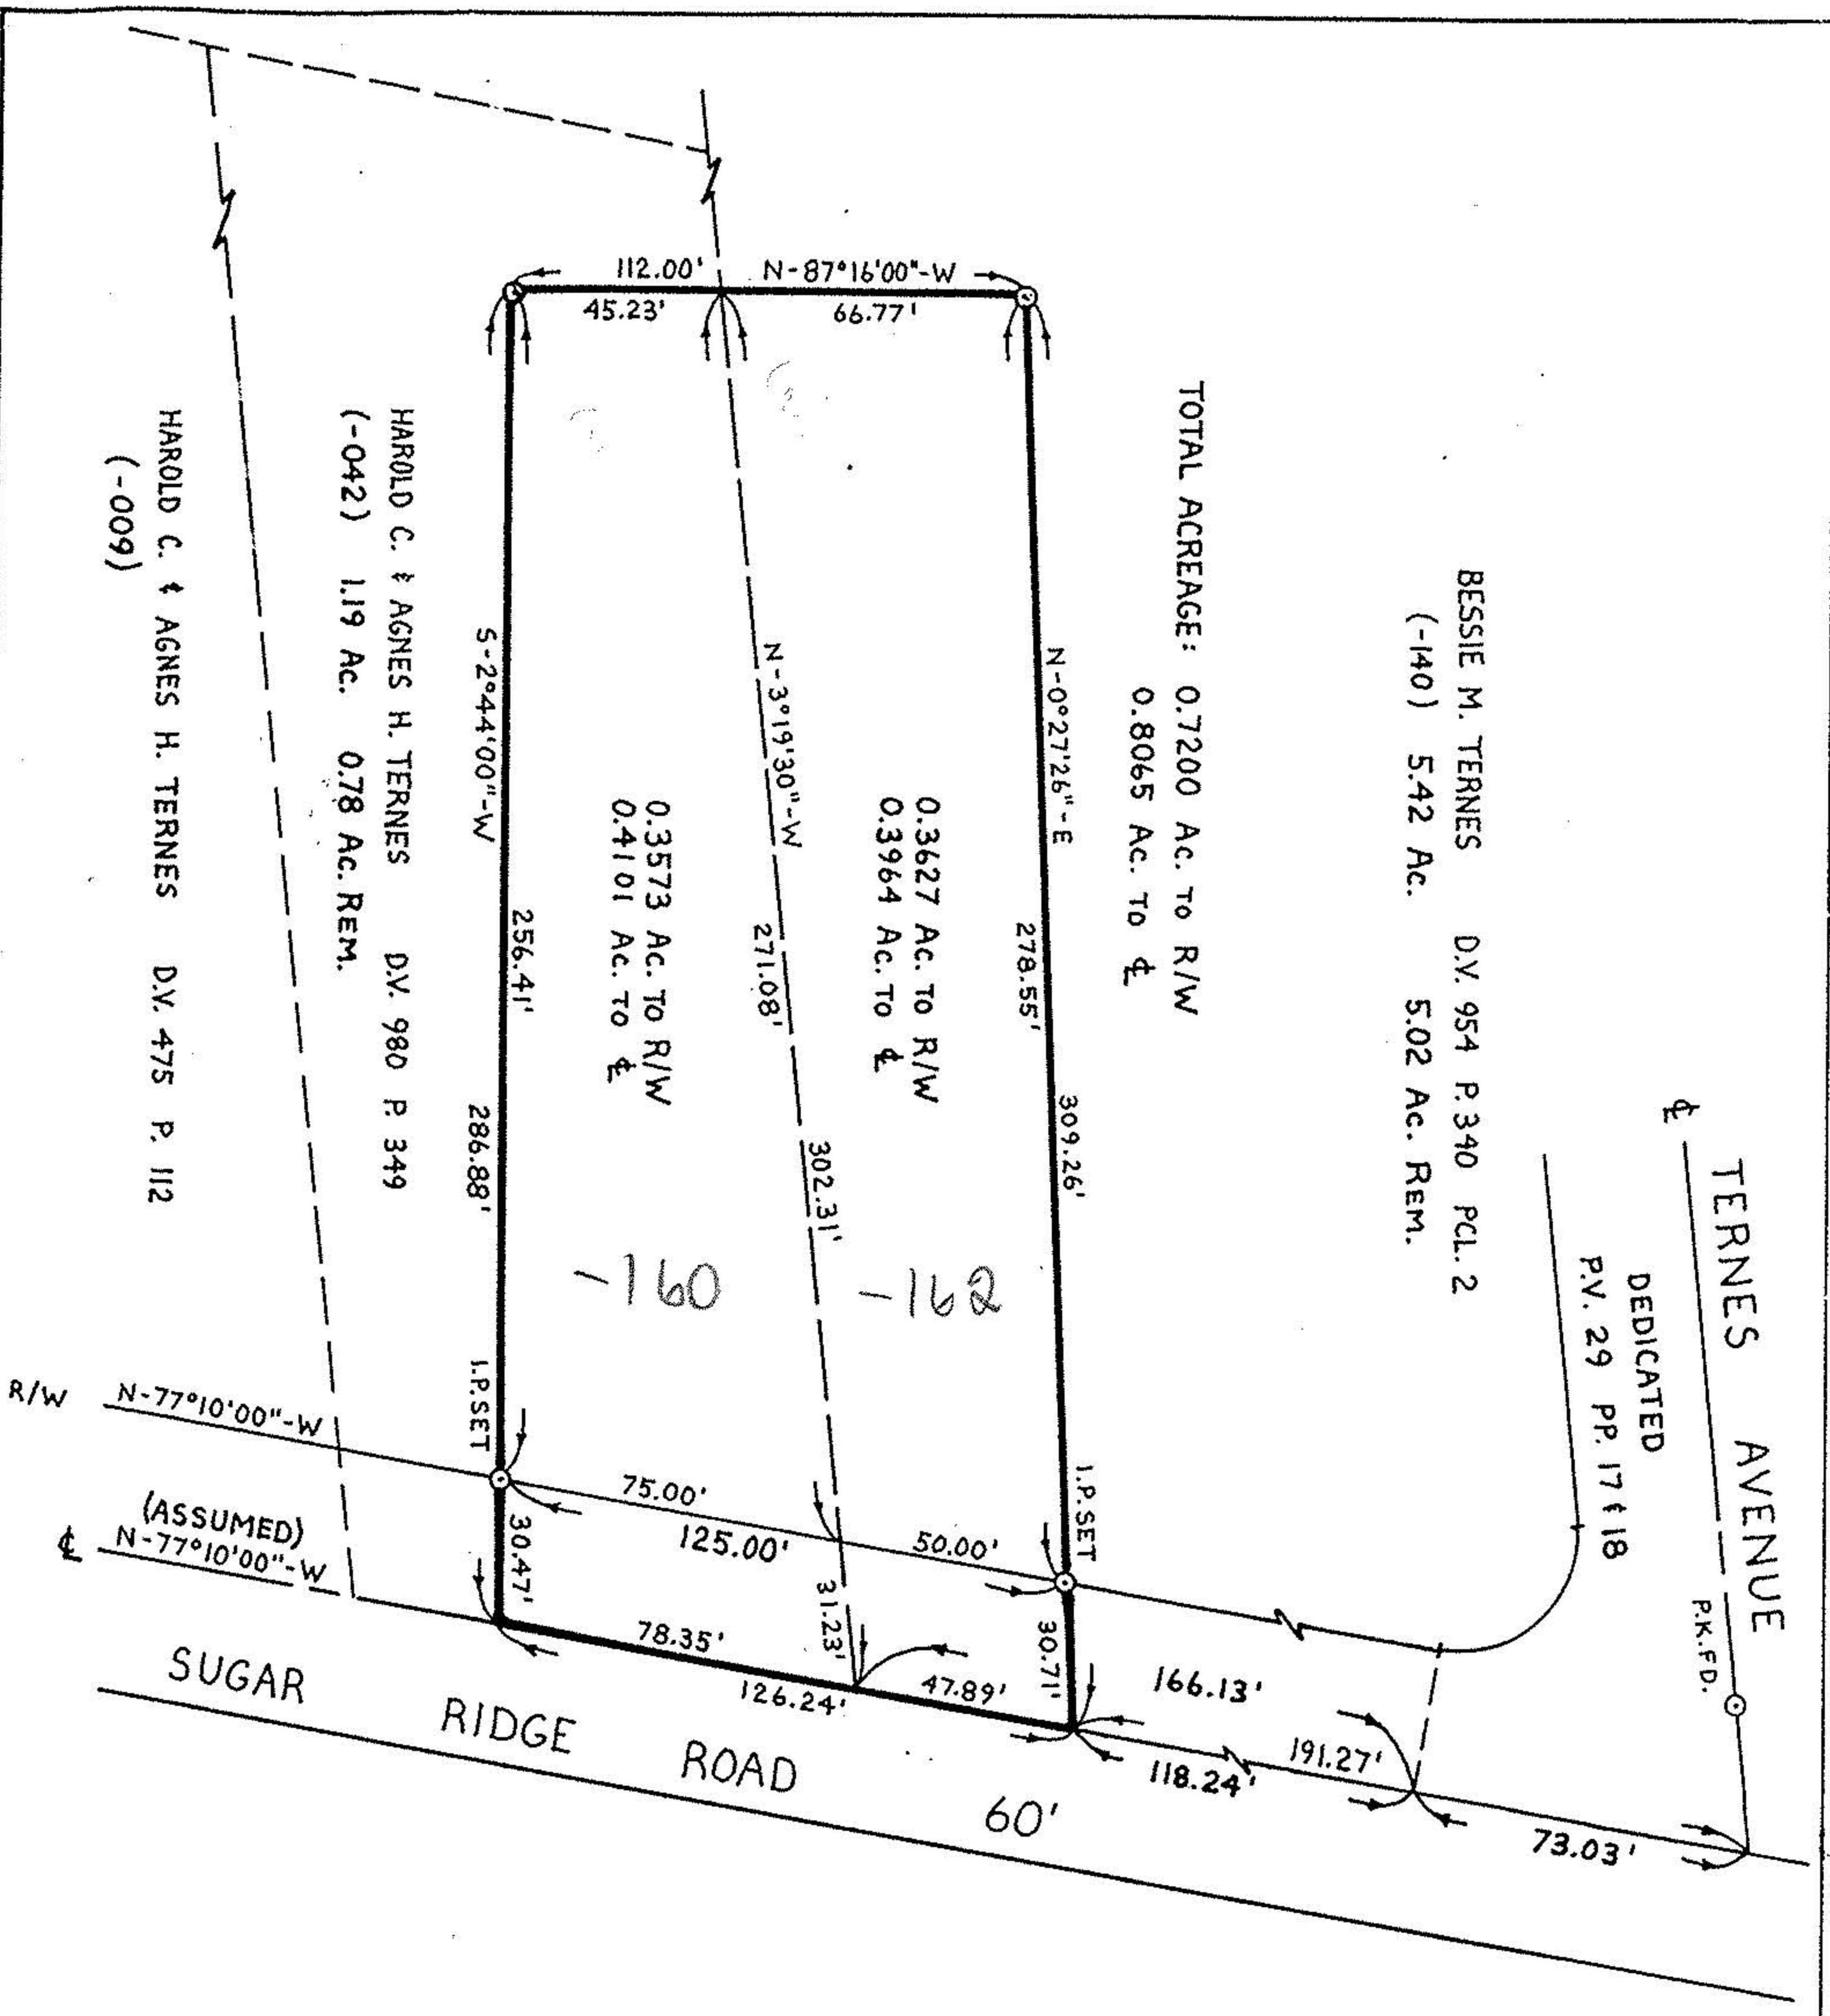 TERNES AVENUE
℄
P.K.FD.
DEDICATED
P.V. 29 PP. 17 & 18
BESSIE M. TERNES D.V. 954 P. 340 PCL. 2
(-140) 5.42 Ac. 5.02 Ac. REM.
TOTAL ACREAGE: 0.7200 Ac. TO R/W
0.8065 Ac. TO ℄
112.00' N-87°16'00"-W
45.23' 66.77'
N-0°27'26"-E 278.55' 309.26'
I.P.SET
0.3627 Ac. TO R/W
0.3964 Ac. TO ℄
-162
N-3°19'30"-W 271.08' 302.31'
31.23'
0.3573 Ac. TO R/W
0.4101 Ac. TO ℄
-160
256.41'
S-2°44'00"-W 286.88' I.P.SET
HAROLD C. & AGNES H. TERNES D.V. 980 P. 349
(-042) 1.19 Ac. 0.78 Ac. REM.
HAROLD C. & AGNES H. TERNES D.V. 475 P. 112
(-009)
R/W N-77°10'00"-W
75.00' 50.00'
125.00'
30.47'
30.71'
(ASSUMED)
℄ N-77°10'00"-W
78.35' 47.89'
126.24'
166.13'
191.27'
118.24'
73.03'
SUGAR RIDGE ROAD 60'